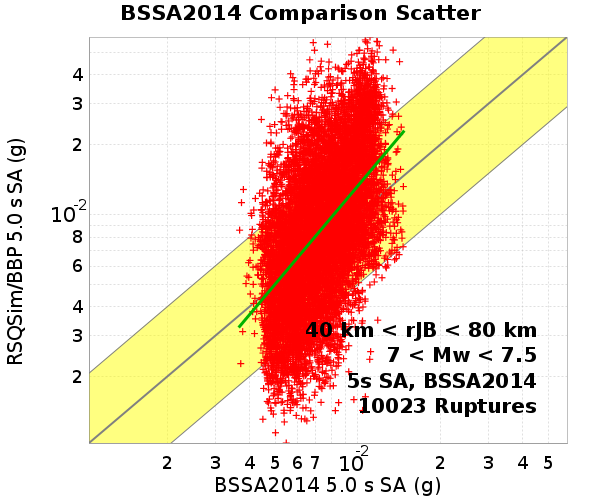 BSSA2014 Comparison Scatter
RSQSim/BBP 5.0 s SA (g)
4
3
2
10-2
8
6
4
3
2
40 km < rJB < 80 km
7 < Mw < 7.5
5s SA, BSSA2014
10023 Ruptures
2 3 4 5 6 7 10-2 2 3 4 5
BSSA2014 5.0 s SA (g)